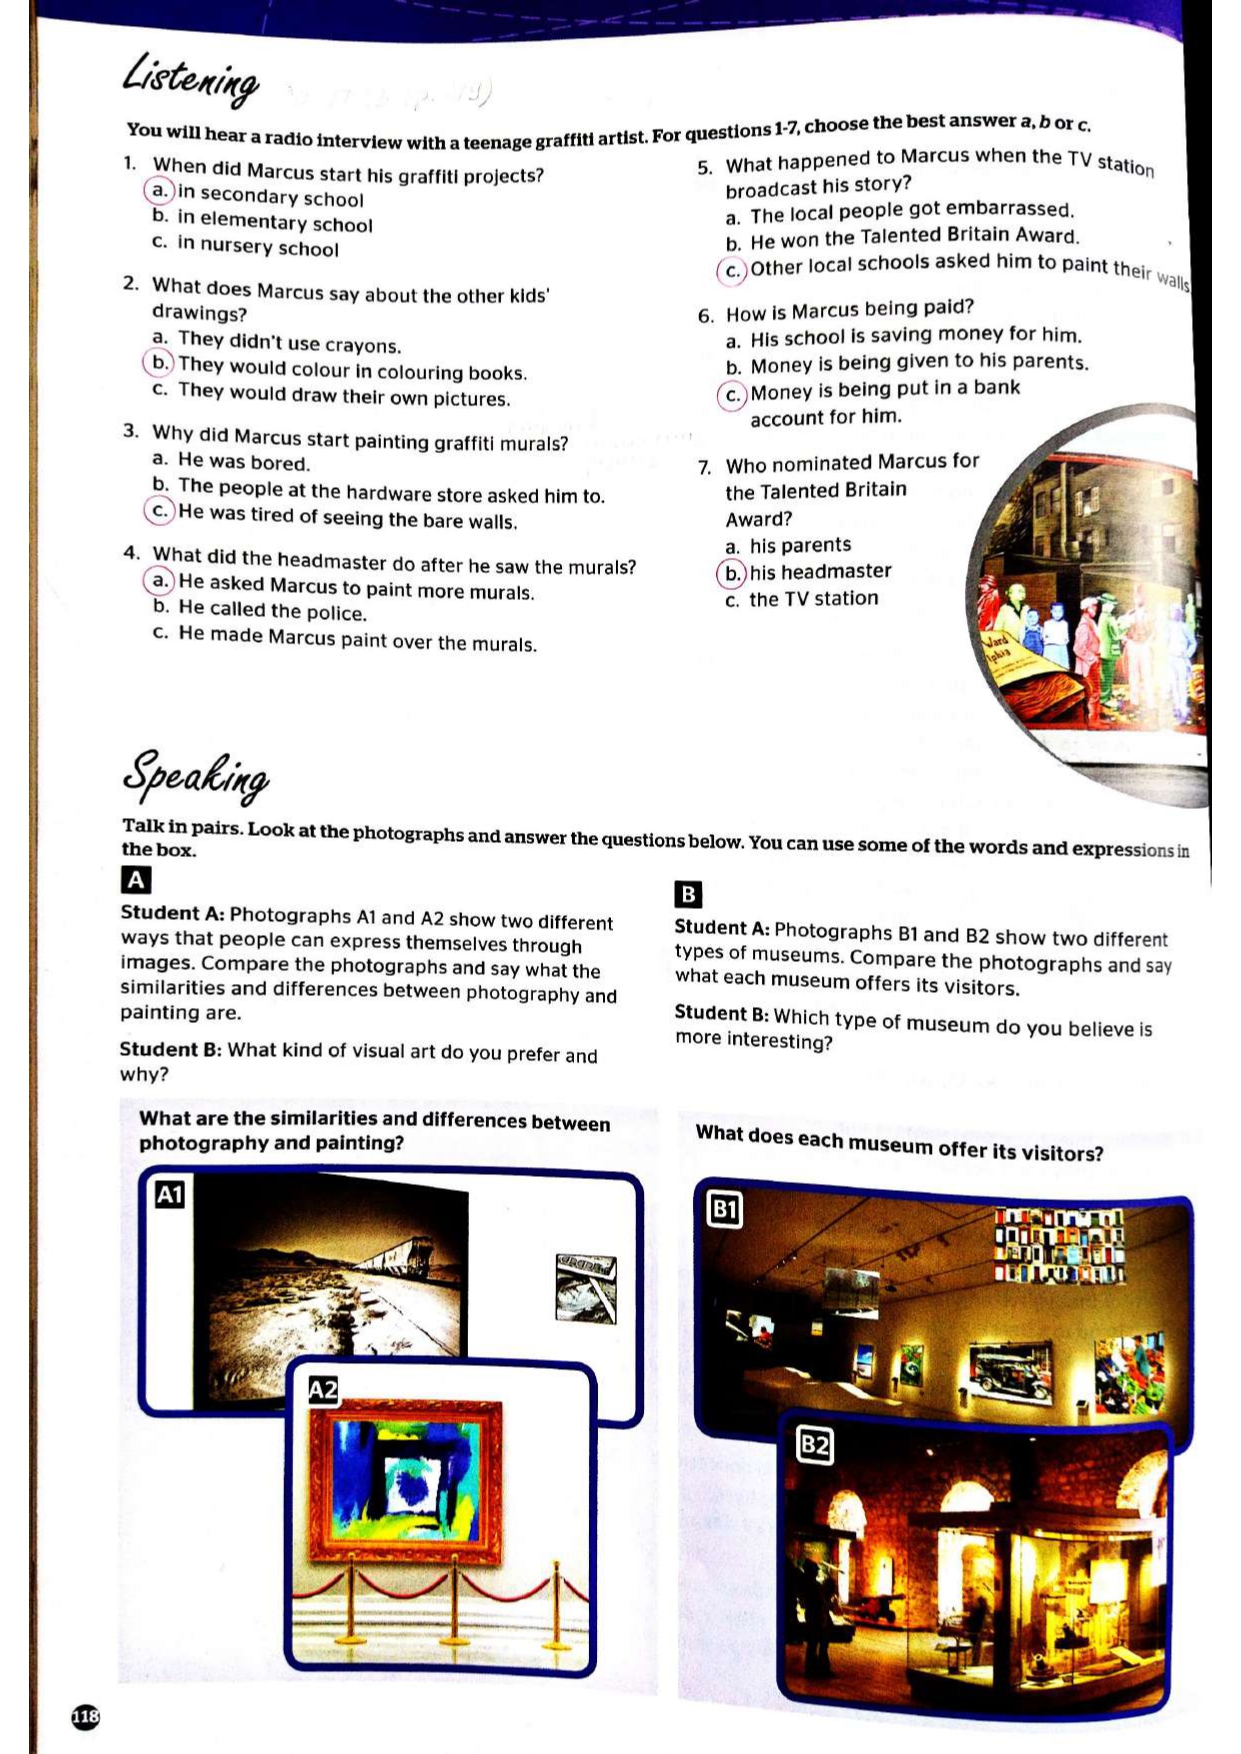 Listening
You will hear a radio interview with a teenage graffiti artist. For questions 1-7, choose the best answer a, b or c.
1. When did Marcus start his graffiti projects?
a. in secondary school
b. in elementary school
c. in nursery school
2. What does Marcus say about the other kids'
drawings?
a. They didn't use crayons.
b. They would colour in colouring books.
c. They would draw their own pictures.
3. Why did Marcus start painting graffiti murals?
a. He was bored.
b. The people at the hardware store asked him to.
c. He was tired of seeing the bare walls.
4. What did the headmaster do after he saw the murals?
a. He asked Marcus to paint more murals.
b. He called the police.
c. He made Marcus paint over the murals.
5. What happened to Marcus when the TV station
broadcast his story?
a. The local people got embarrassed.
b. He won the Talented Britain Award.
c. Other local schools asked him to paint their walls
6. How is Marcus being paid?
a. His school is saving money for him.
b. Money is being given to his parents.
c. Money is being put in a bank
account for him.
7. Who nominated Marcus for
the Talented Britain
Award?
a. his parents
b. his headmaster
c. the TV station
Speaking
Talk in pairs. Look at the photographs and answer the questions below. You can use some of the words and expressions in
the box.
A
Student A: Photographs A1 and A2 show two different
ways that people can express themselves through
images. Compare the photographs and say what the
similarities and differences between photography and
painting are.
Student B: What kind of visual art do you prefer and
why?
What are the similarities and differences between
photography and painting?
A1
A2
B
Student A: Photographs B1 and B2 show two different
types of museums. Compare the photographs and say
what each museum offers its visitors.
Student B: Which type of museum do you believe is
more interesting?
What does each museum offer its visitors?
B1
B2
118